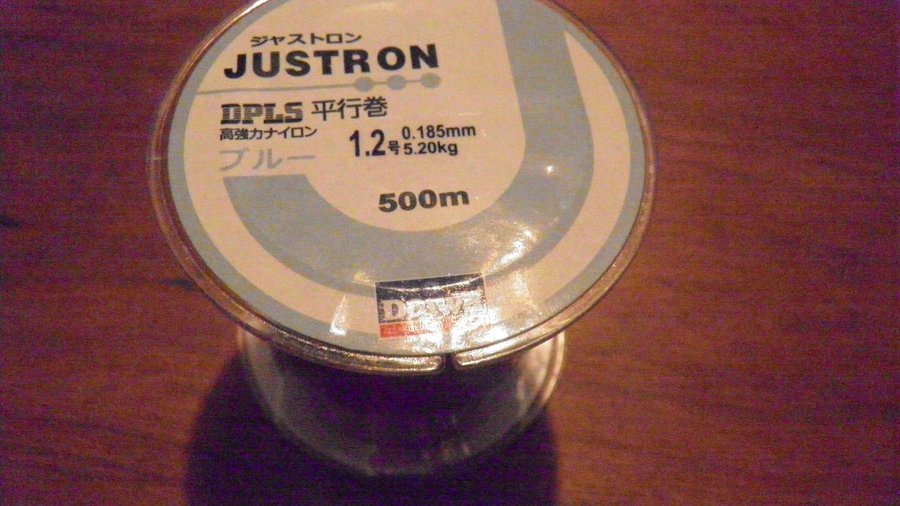 ジャストロン
JUSTRON
DPLS 平行巻
高強力ナイロン
ブルー
1.2号 0.185mm
5.20kg
500m